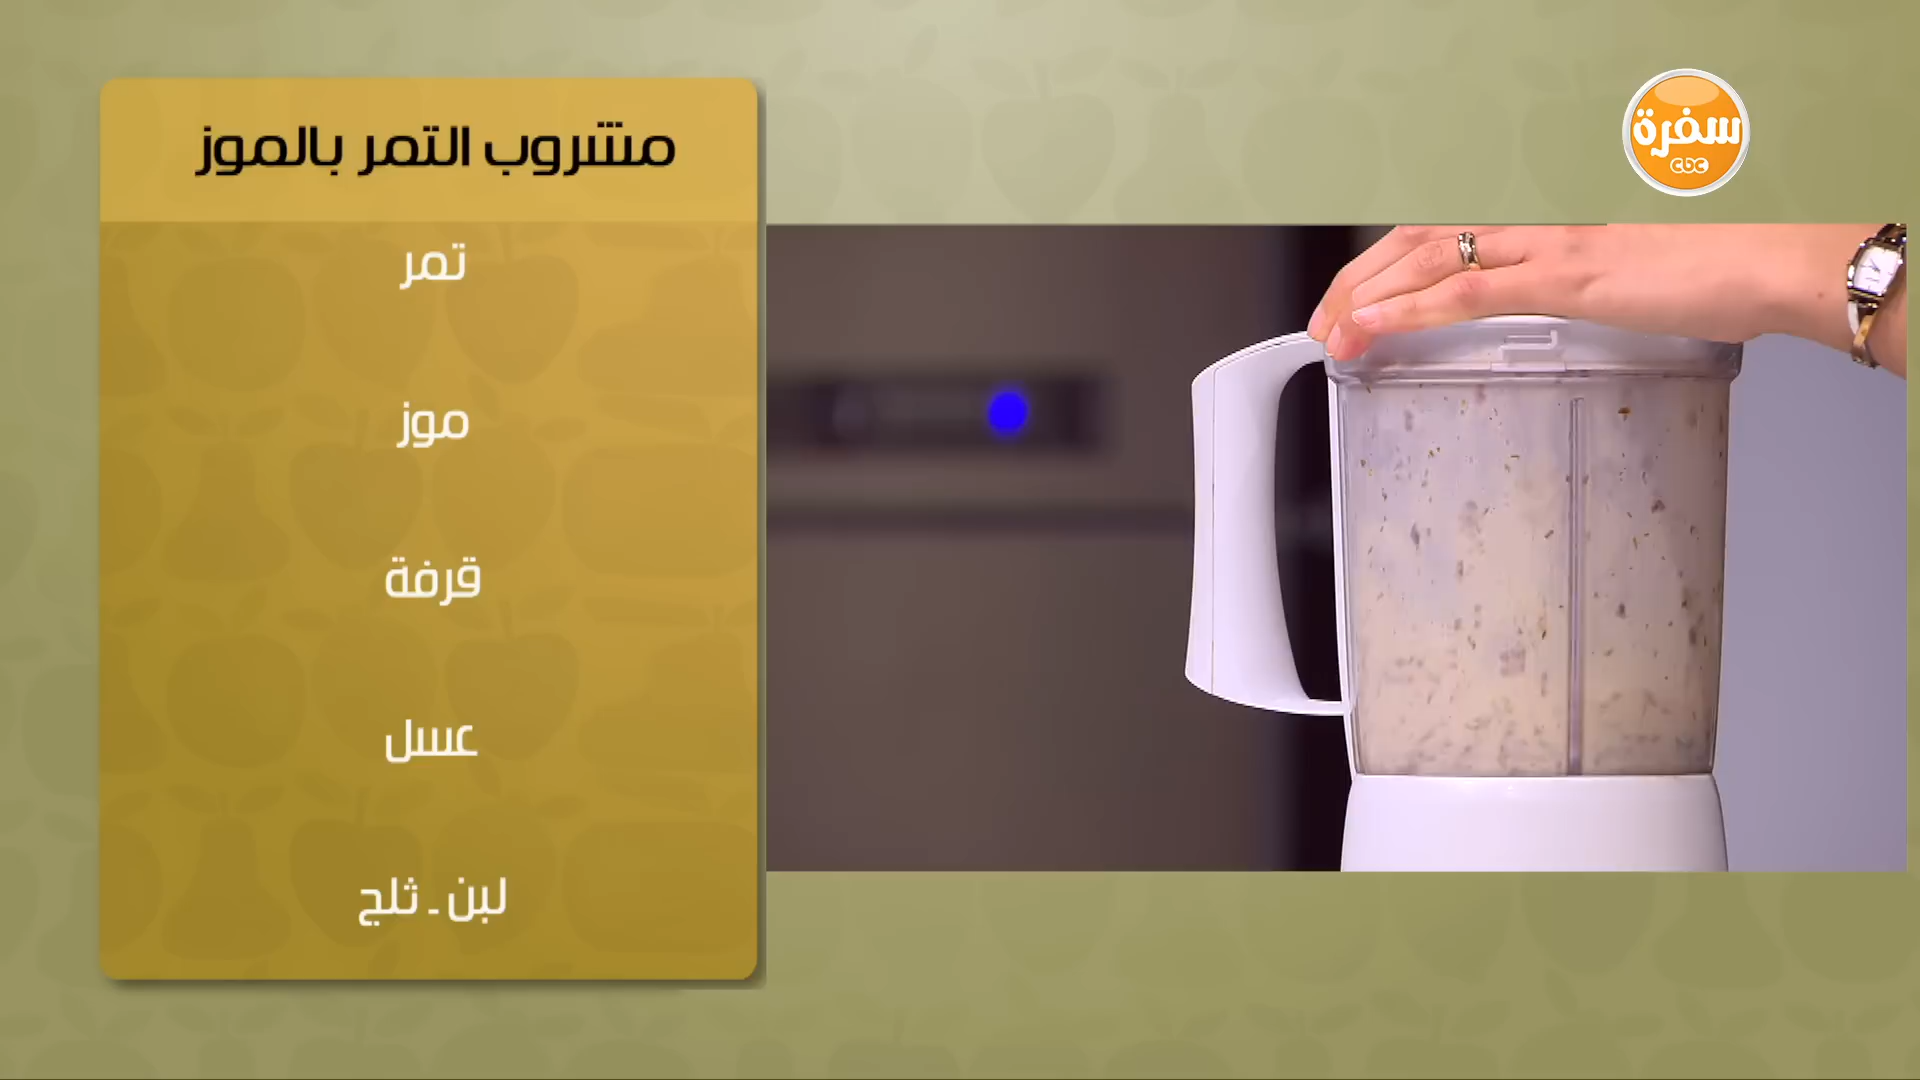 مشروب التمر بالموز
تمر
موز
قرفة
عسل
لبن - ثلج
سفرة
cbc